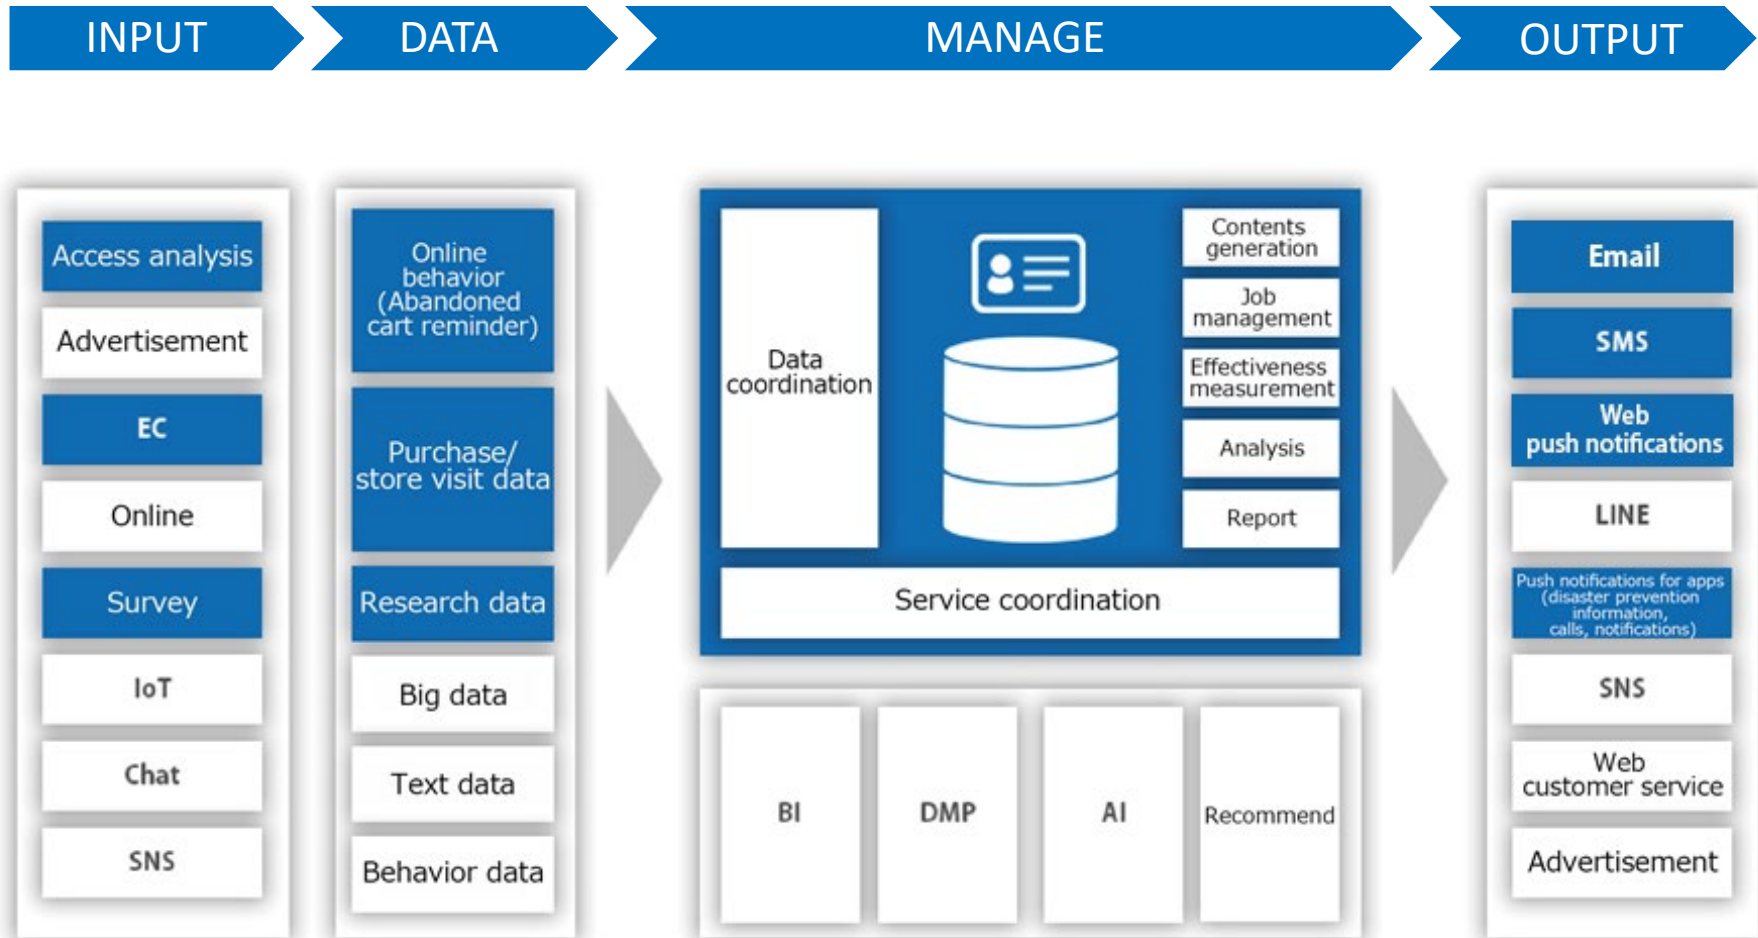 INPUT
DATA
MANAGE
OUTPUT
Access analysis
Advertisement
EC
Online
Survey
IoT
Chat
SNS
Online
behavior
(Abandoned
cart reminder)
Purchase/
store visit data
Research data
Big data
Text data
Behavior data
Data
coordination
Contents
generation
Job
management
Effectiveness
measurement
Analysis
Report
Service coordination
BI
DMP
AI
Recommend
Email
SMS
Web
push notifications
LINE
Push notifications for apps
(disaster prevention
information,
calls, notifications)
SNS
Web
customer service
Advertisement